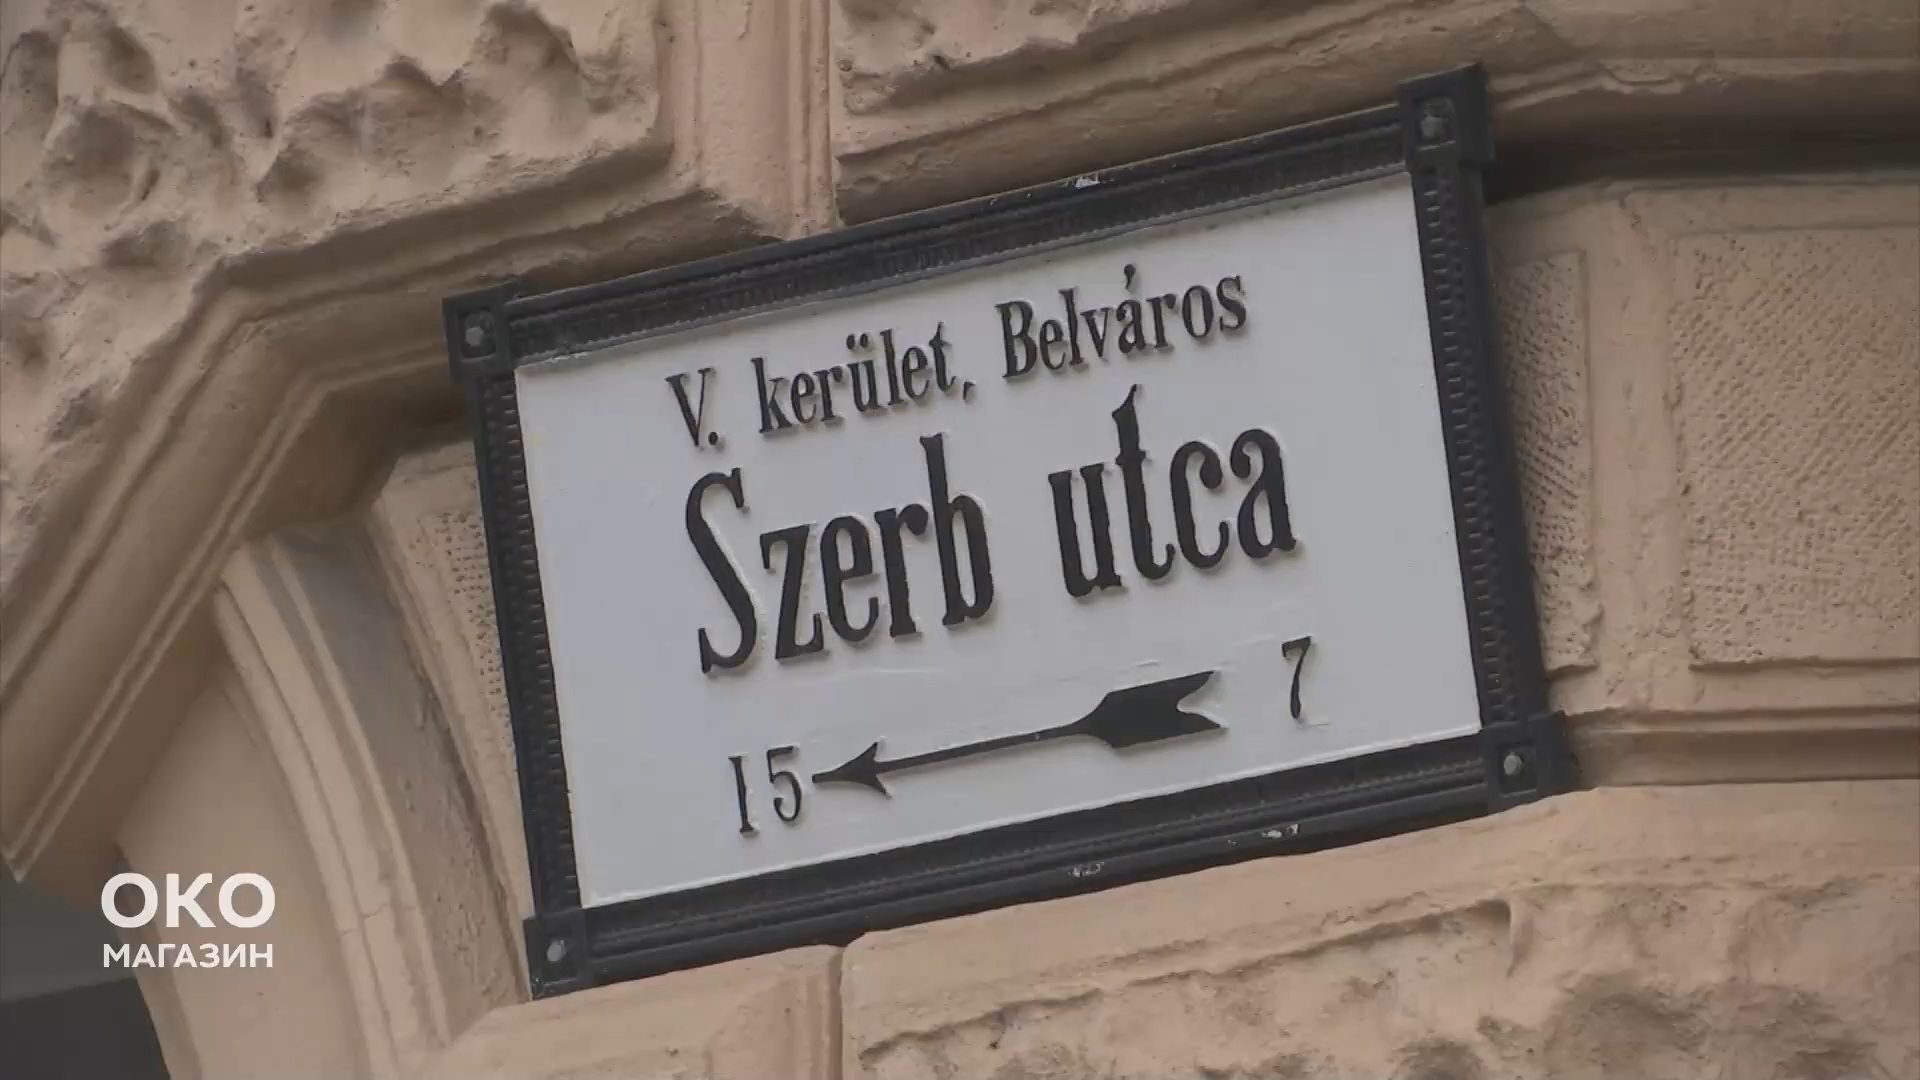 V. kerület, Belváros
Szerb utca
15 7
ОКО
МАГАЗИН